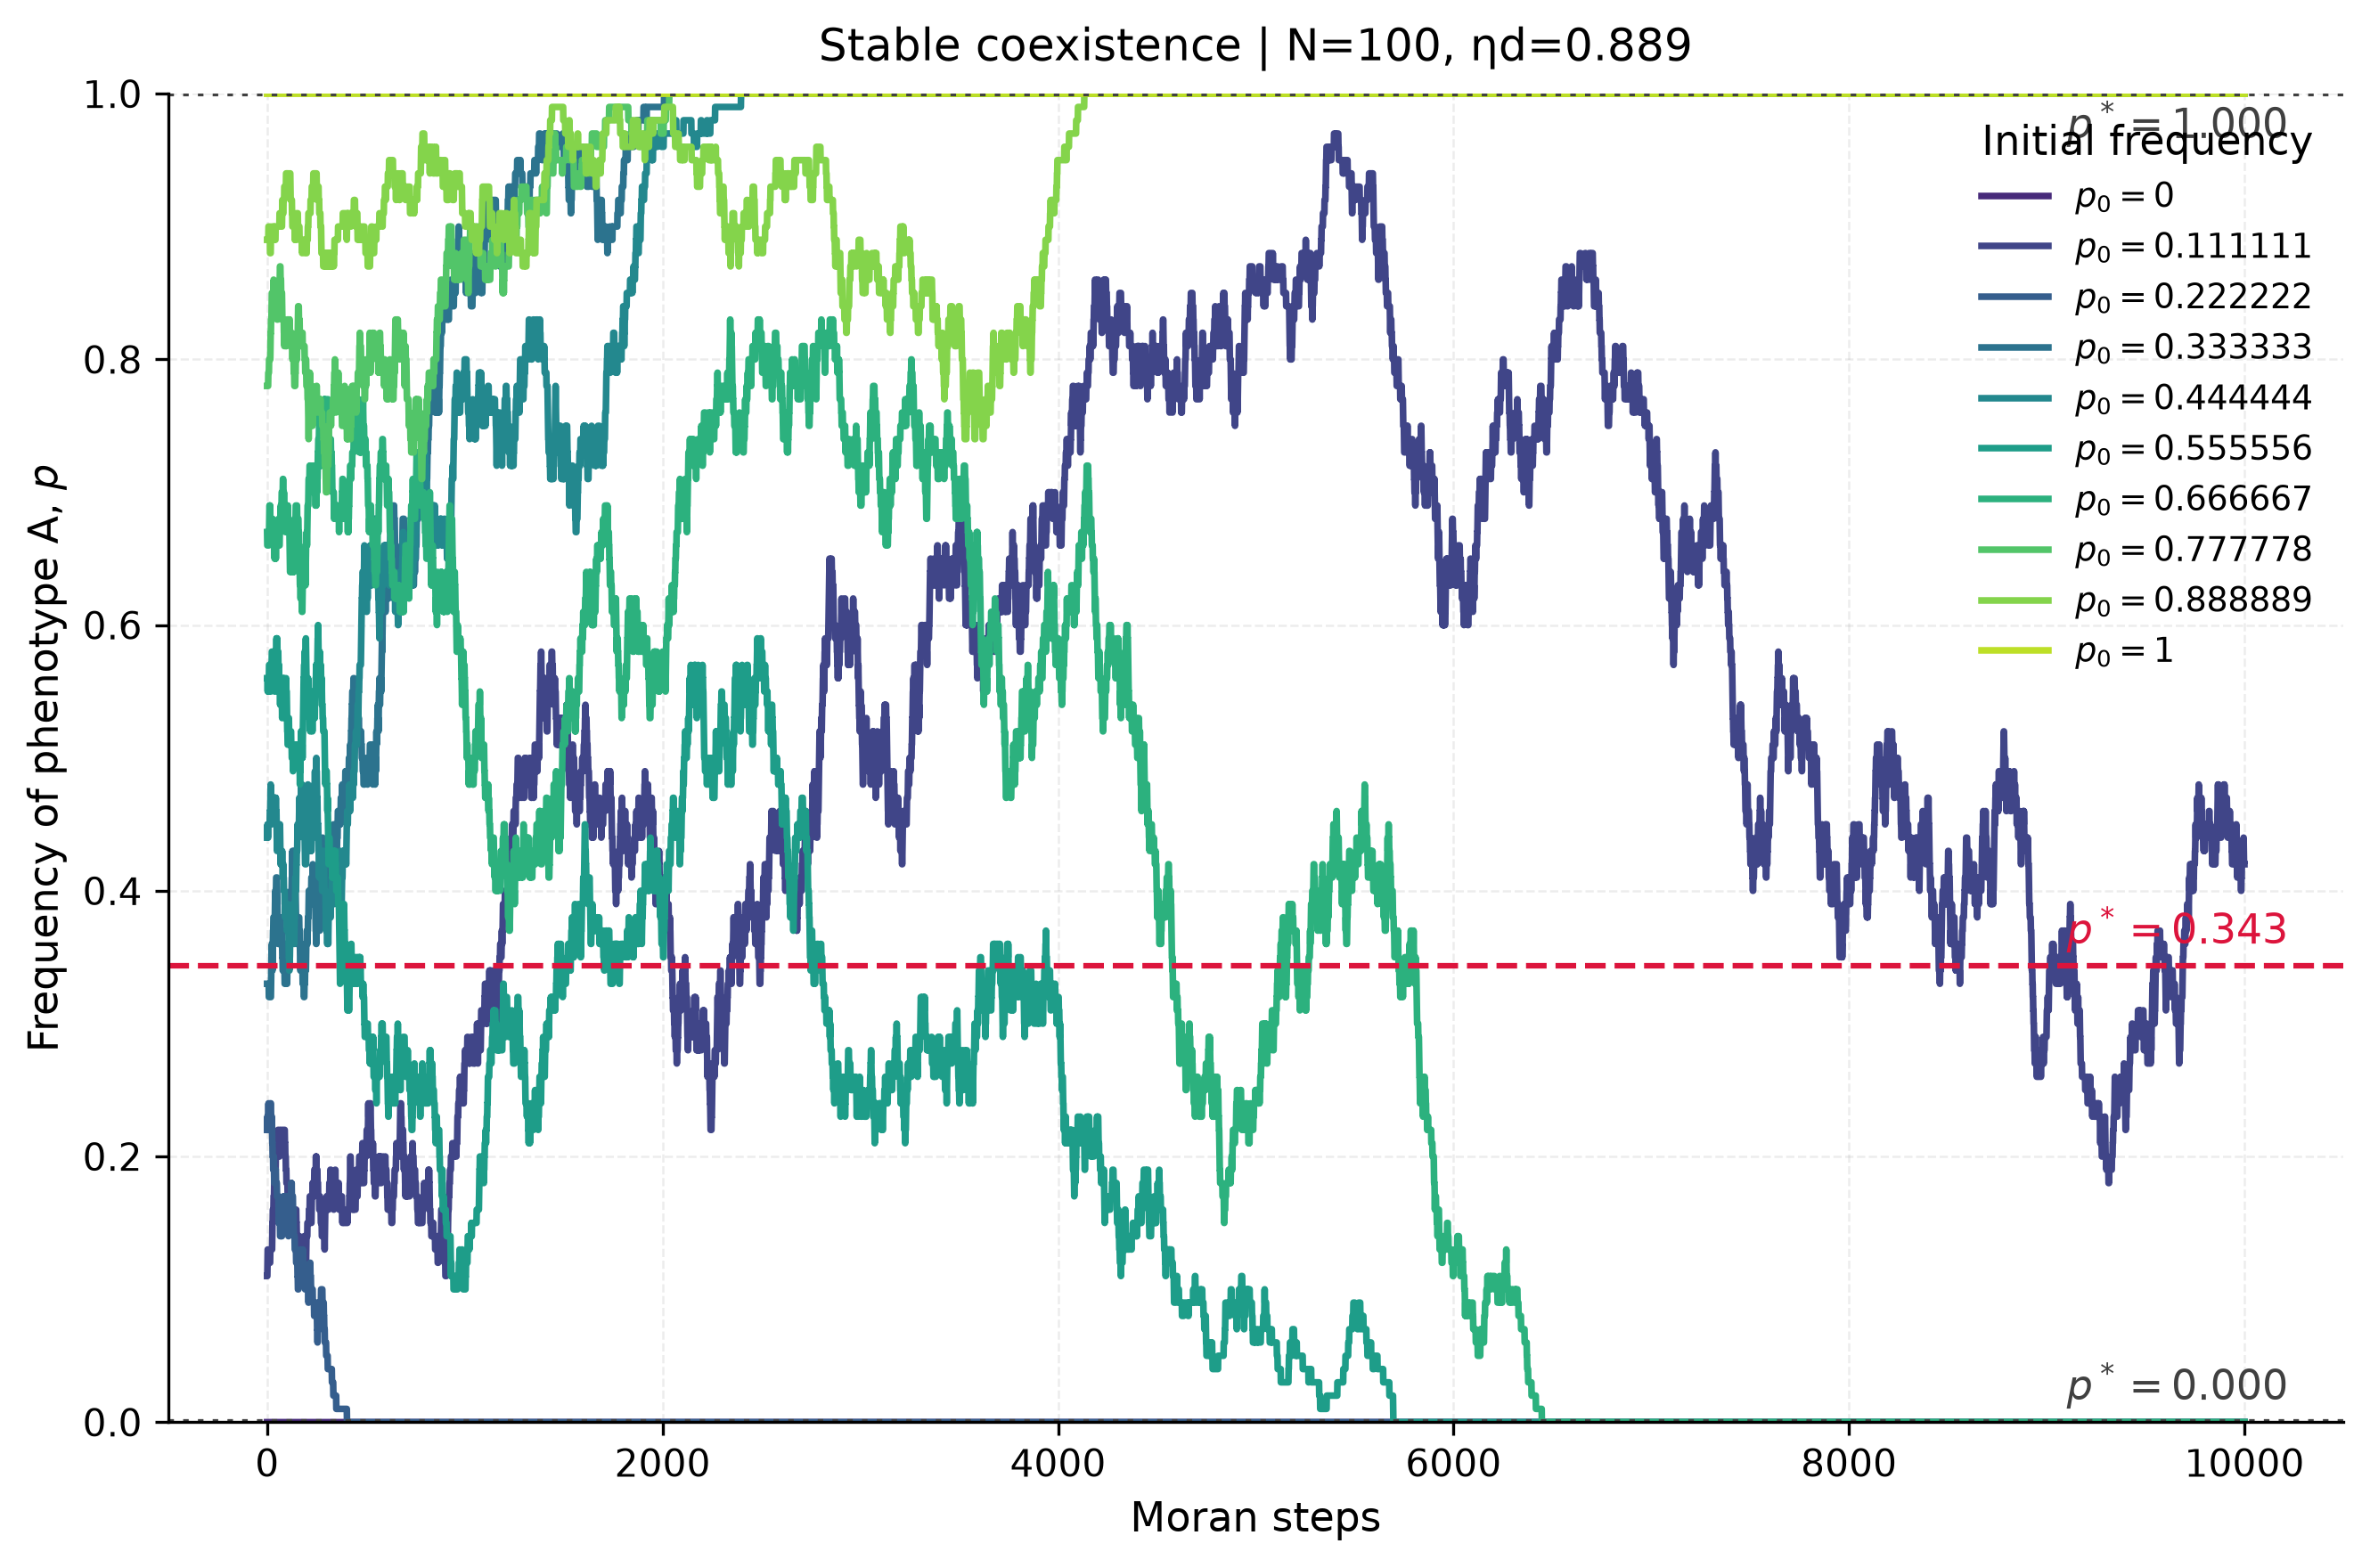 Stable coexistence | N=100, ηd=0.889
Frequency of phenotype A, p
1.0
0.8
0.6
0.4
0.2
0.0
p* = 1.000
Initial frequency
p₀ = 0
p₀ = 0.111111
p₀ = 0.222222
p₀ = 0.333333
p₀ = 0.444444
p₀ = 0.555556
p₀ = 0.666667
p₀ = 0.777778
p₀ = 0.888889
p₀ = 1
p* = 0.343
p* = 0.000
0 2000 4000 6000 8000 10000
Moran steps